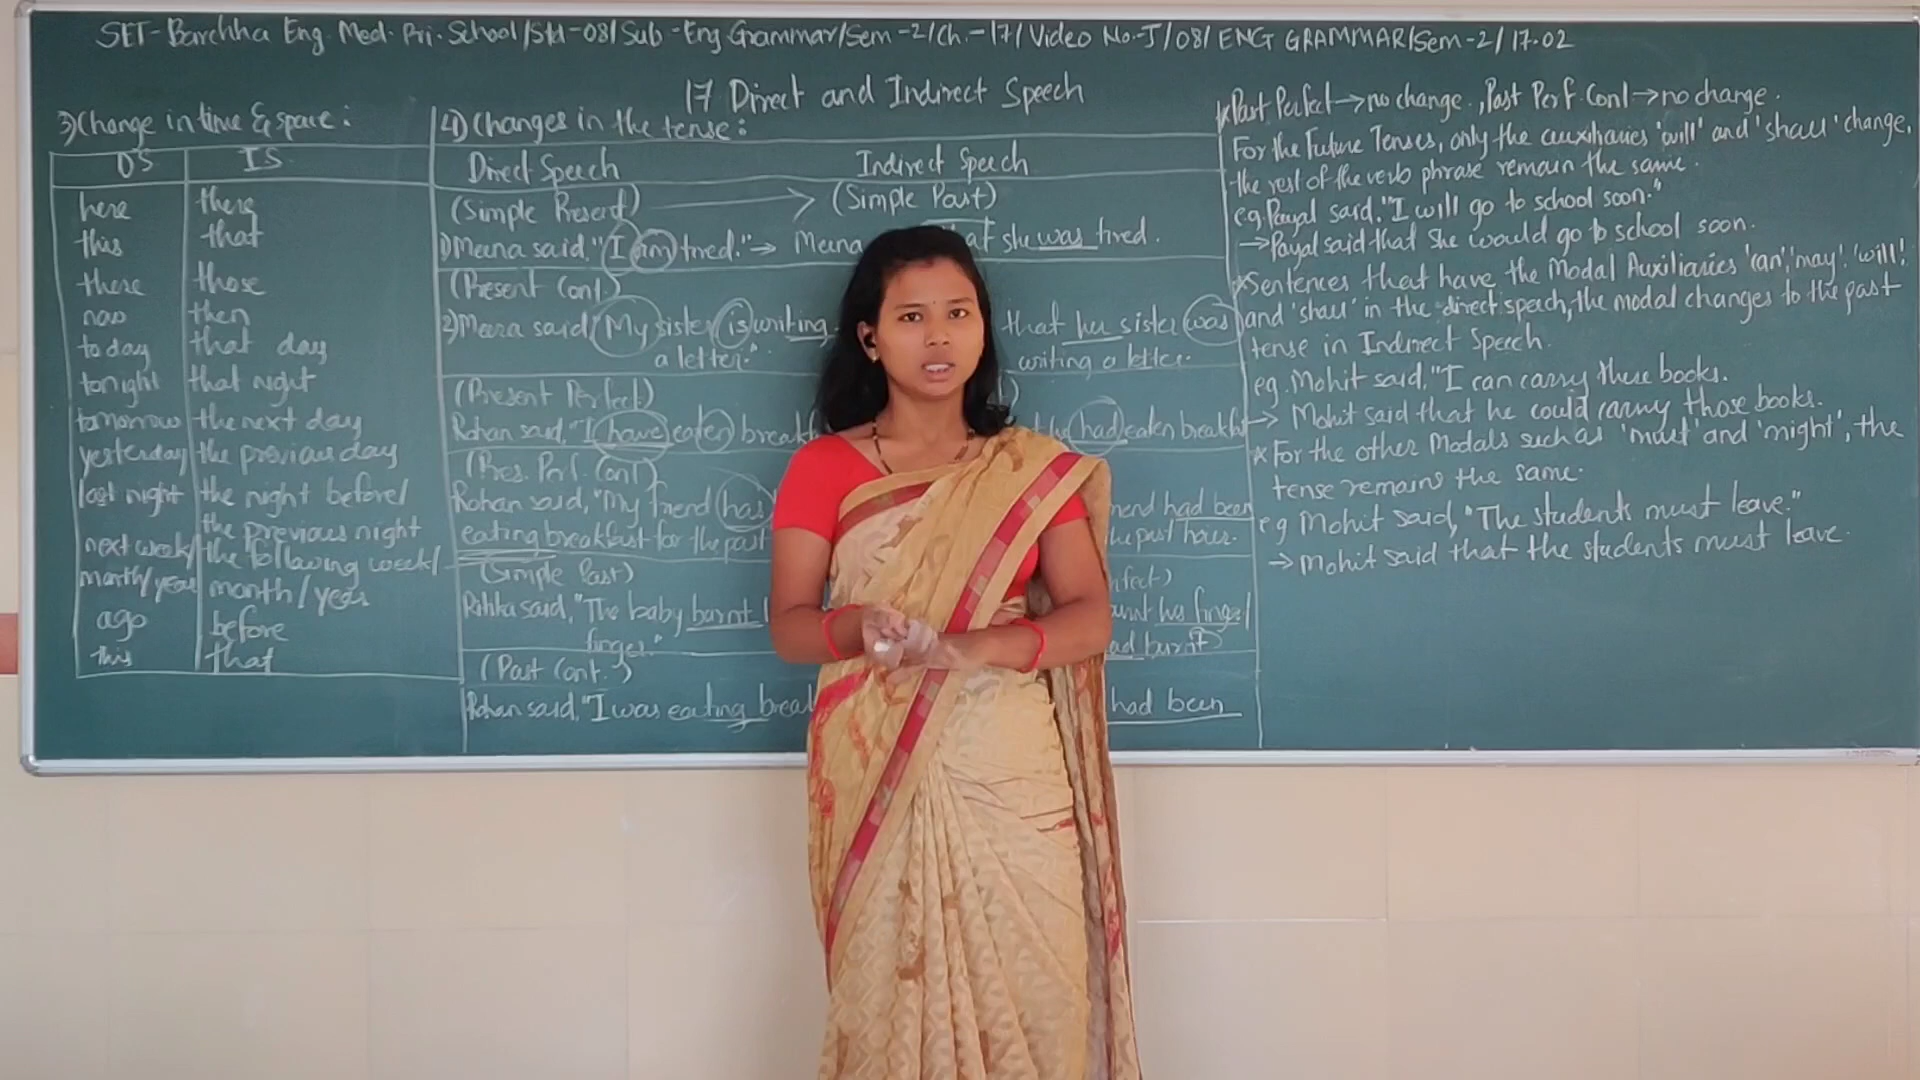 SET-Barchha Eng. Med. Pri. School/Std-08/Sub-Eng Grammar/Sem-2/Ch.-17/Video No.-J/08/ENG GRAMMAR/Sem-2/17.02
17 Direct and Indirect Speech
3) Change in time & space:
DS IS
here there
this that
there those
now then
today that day
tonight that night
tomorrow the next day
yesterday the previous day
last night the night before/
the previous night
next week/ the following week/
month/year month/year
ago before
this that
4) Changes in the tense:
Direct Speech Indirect Speech
(Simple Present) → (Simple Past)
1) Meena said, "I am tired." → Meena that she was tired.
(Present Cont.)
2) Meera said, "My sister is writing that her sister was
a letter." writing a letter.
(Present Perfect) )
Rohan said, "I have eaten breakf had eaten breakfst
(Pres. Prf. Cont)
Rohan said, "My friend has end had been
eating breakfast for the past the past hour.
(Simple Past) rfect)
said, "The baby burnt urnt his finger/
finger." ad burnt
(Past Cont.)
Rohan said, "I was eating break had been
* Past Perfect → no change., Past Perf. Cont → no change.
For the Future Tenses, only the auxiliaries 'will' and 'shall' change,
the rest of the verb phrase remain the same.
e.g. Payal said, "I will go to school soon."
→ Payal said that she would go to school soon.
* Sentences that have the Modal Auxiliaries 'can', 'may', 'will'
and 'shall' in the direct speech, the modal changes to the past
tense in Indirect Speech.
eg. Mohit said, "I can carry these books.
→ Mohit said that he could carry those books.
* For the other Modals such as 'must' and 'might', the
tense remains the same.
e g Mohit said, "The students must leave."
→ Mohit said that the students must leave.